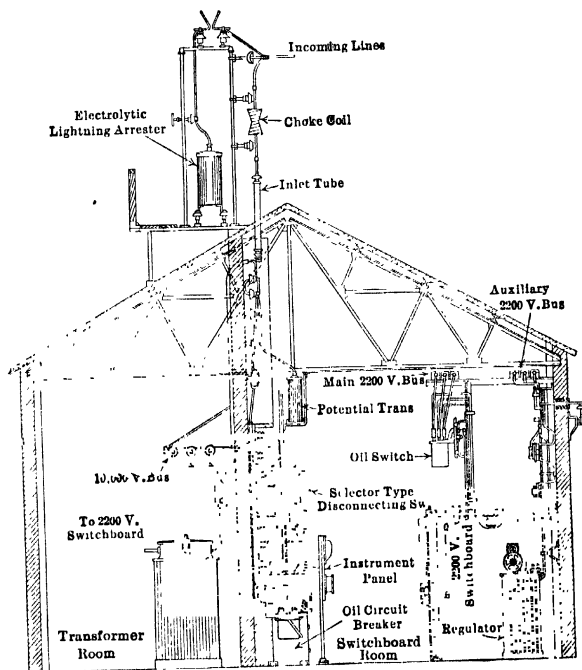 Incoming Lines
Electrolytic
Lightning Arrester
Choke Coil
Inlet Tube
Auxiliary
2200 V. Bus
Main 2200 V. Bus
Potential Trans
Oil Switch
10,000 V. Bus
Selector Type
Disconnecting Sw.
To 2200 V.
Switchboard
2200 V.
Switchboard
Instrument
Panel
Oil Circuit
Breaker
Regulator
Transformer
Room
Switchboard
Room